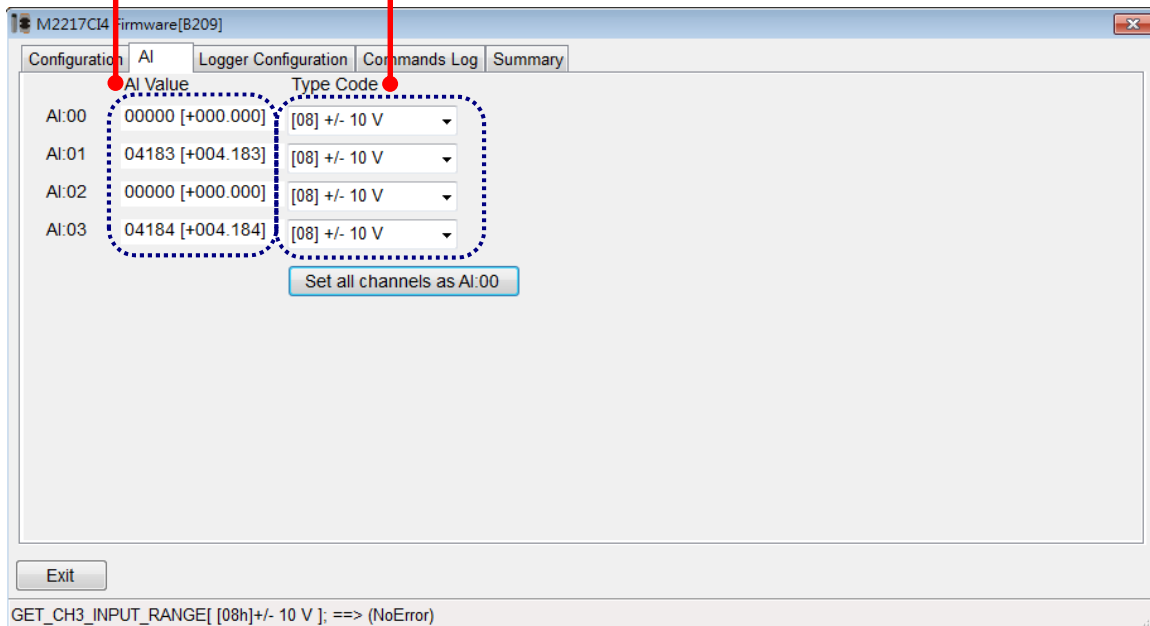 M2217CI4 Firmware[B209]
Configuration AI Logger Configuration Commands Log Summary
AI Value Type Code
AI:00 00000 [+000.000] [08] +/- 10 V
AI:01 04183 [+004.183] [08] +/- 10 V
AI:02 00000 [+000.000] [08] +/- 10 V
AI:03 04184 [+004.184] [08] +/- 10 V
Set all channels as AI:00
Exit
GET_CH3_INPUT_RANGE[ [08h]+/- 10 V ]; ==> (NoError)